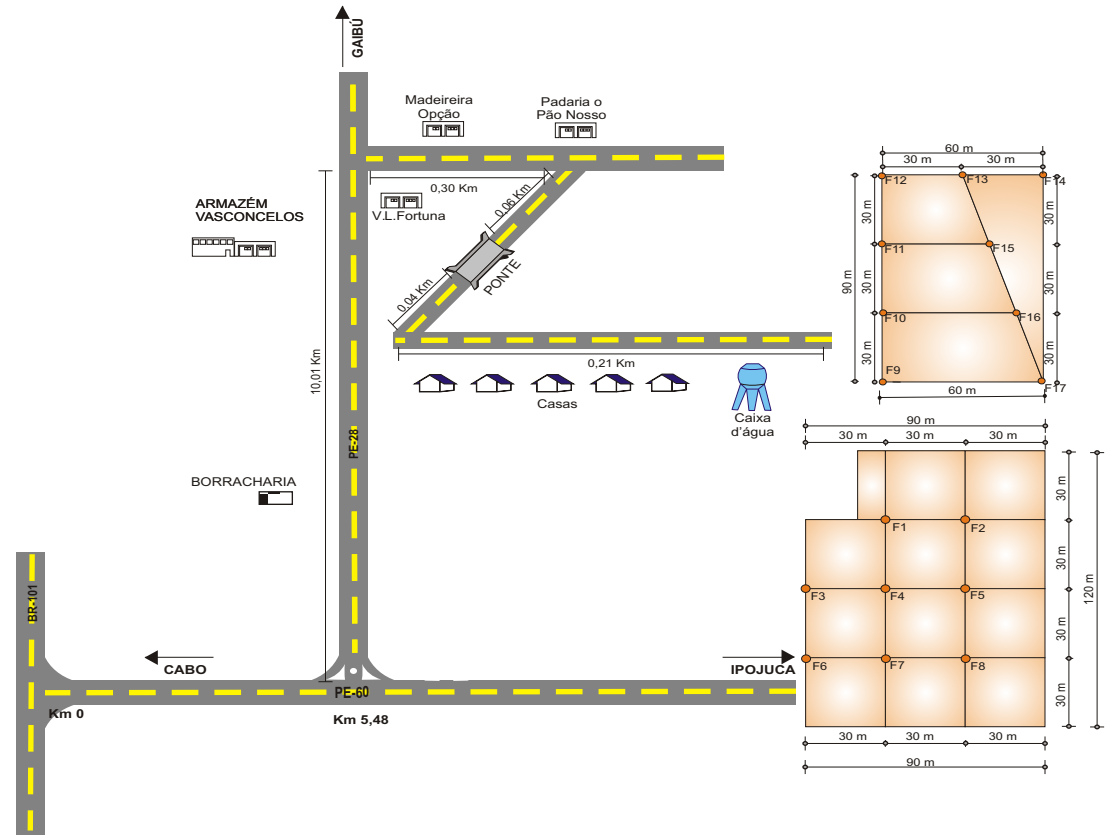 GAIBÚ
Madeireira
Opção
Padaria o
Pão Nosso
0,30 Km
V.L.Fortuna
0,06 Km
ARMAZÉM
VASCONCELOS
PONTE
0,04 Km
10,01 Km
0,21 Km
Casas
Caixa
d'água
PE-28
BORRACHARIA
BR-101
CABO
IPOJUCA
PE-60
Km 0
Km 5,48
60 m
30 m
30 m
F12
F13
F14
30 m
30 m
F11
F15
90 m
30 m
30 m
F10
F16
30 m
30 m
F9
F17
60 m
90 m
30 m
30 m
30 m
30 m
F1
F2
30 m
120 m
F3
F4
F5
30 m
F6
F7
F8
30 m
30 m
30 m
30 m
90 m